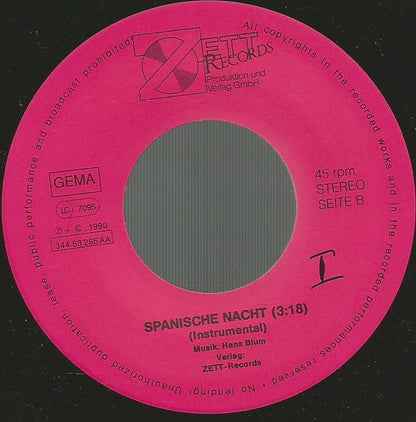 ZETT
RECORDS
Produktion und
Verlag GmbH
All copyrights in the recorded works and in the recorded performances reserved • No lending! Unauthorized duplication, lease public performance and broadcast prohibited
GEMA
LC 7095
℗ + ©, 1990
344.63 265 AA
45 rpm
STEREO
SEITE B
I
SPANISCHE NACHT (3:18)
(Instrumental)
Musik: Hans Blum
Verlag:
ZETT-Records